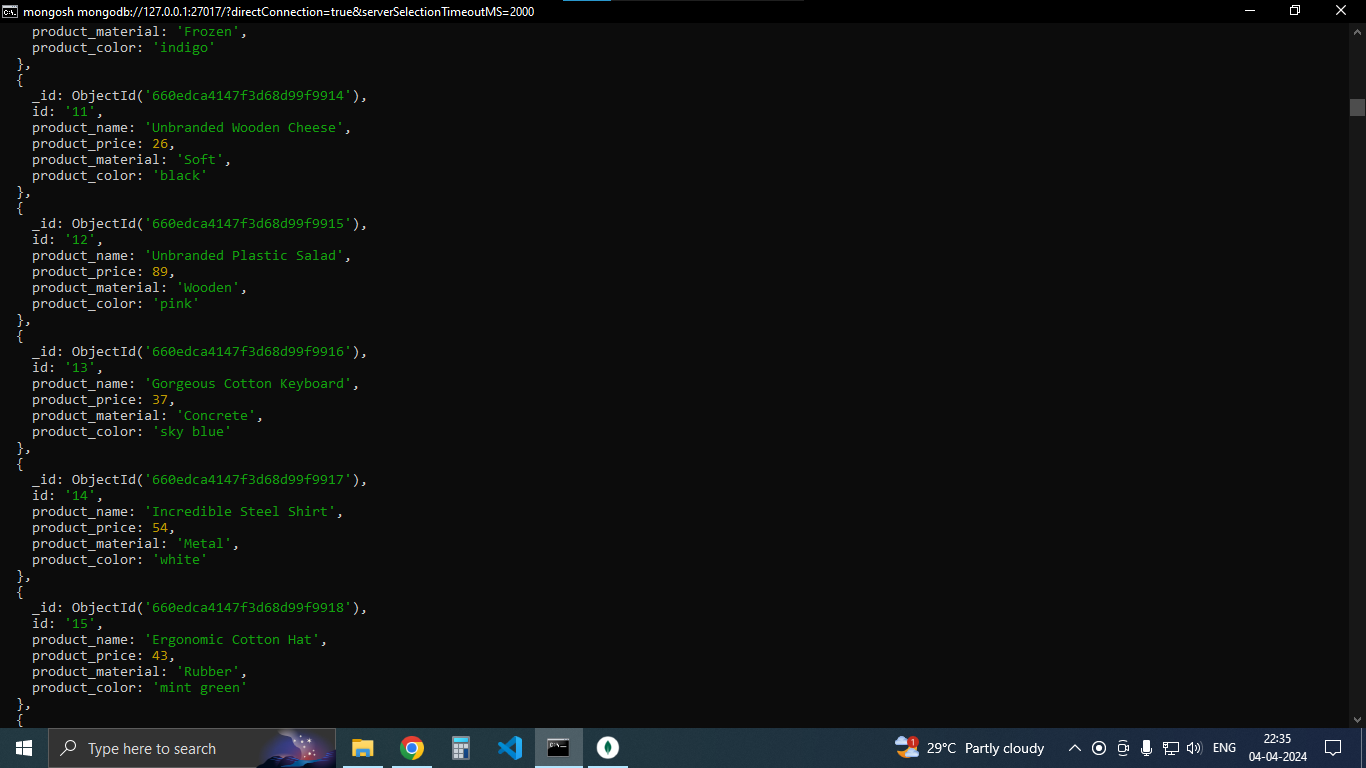 mongosh mongodb://127.0.0.1:27017/?directConnection=true&serverSelectionTimeoutMS=2000
product_material: 'Frozen',
product_color: 'indigo'
},
{
_id: ObjectId('660edca4147f3d68d99f9914'),
id: '11',
product_name: 'Unbranded Wooden Cheese',
product_price: 26,
product_material: 'Soft',
product_color: 'black'
},
{
_id: ObjectId('660edca4147f3d68d99f9915'),
id: '12',
product_name: 'Unbranded Plastic Salad',
product_price: 89,
product_material: 'Wooden',
product_color: 'pink'
},
{
_id: ObjectId('660edca4147f3d68d99f9916'),
id: '13',
product_name: 'Gorgeous Cotton Keyboard',
product_price: 37,
product_material: 'Concrete',
product_color: 'sky blue'
},
{
_id: ObjectId('660edca4147f3d68d99f9917'),
id: '14',
product_name: 'Incredible Steel Shirt',
product_price: 54,
product_material: 'Metal',
product_color: 'white'
},
{
_id: ObjectId('660edca4147f3d68d99f9918'),
id: '15',
product_name: 'Ergonomic Cotton Hat',
product_price: 43,
product_material: 'Rubber',
product_color: 'mint green'
},
{
Type here to search
1
29°C Partly cloudy
ENG
22:35
04-04-2024